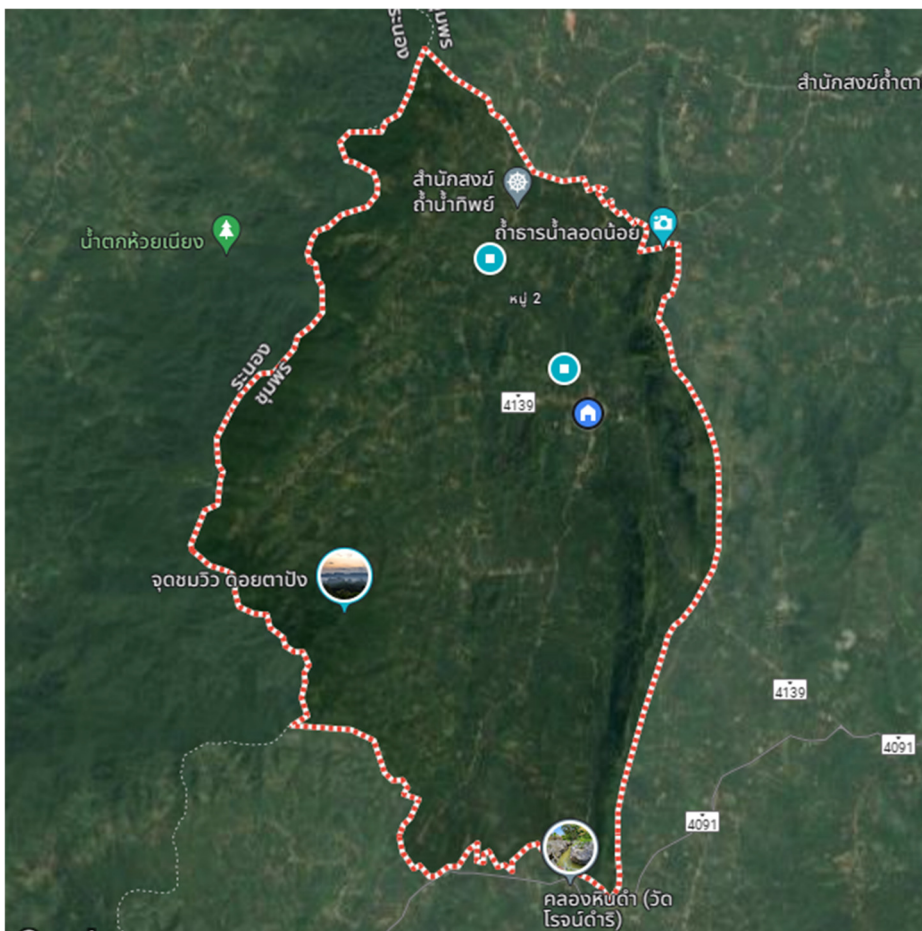 ระนอง
สำนักสงฆ์ถ้ำตา
สำนักสงฆ์
ถ้ำน้ำทิพย์
ถ้ำธารน้ำลอดน้อย
น้ำตกห้วยเนียง
หมู่ 2
ระนอง
ชุมพร
4139
จุดชมวิว ดอยตาปัง
4139
4091
4091
คลองหินดำ (วัด
โรจน์ดำริ)